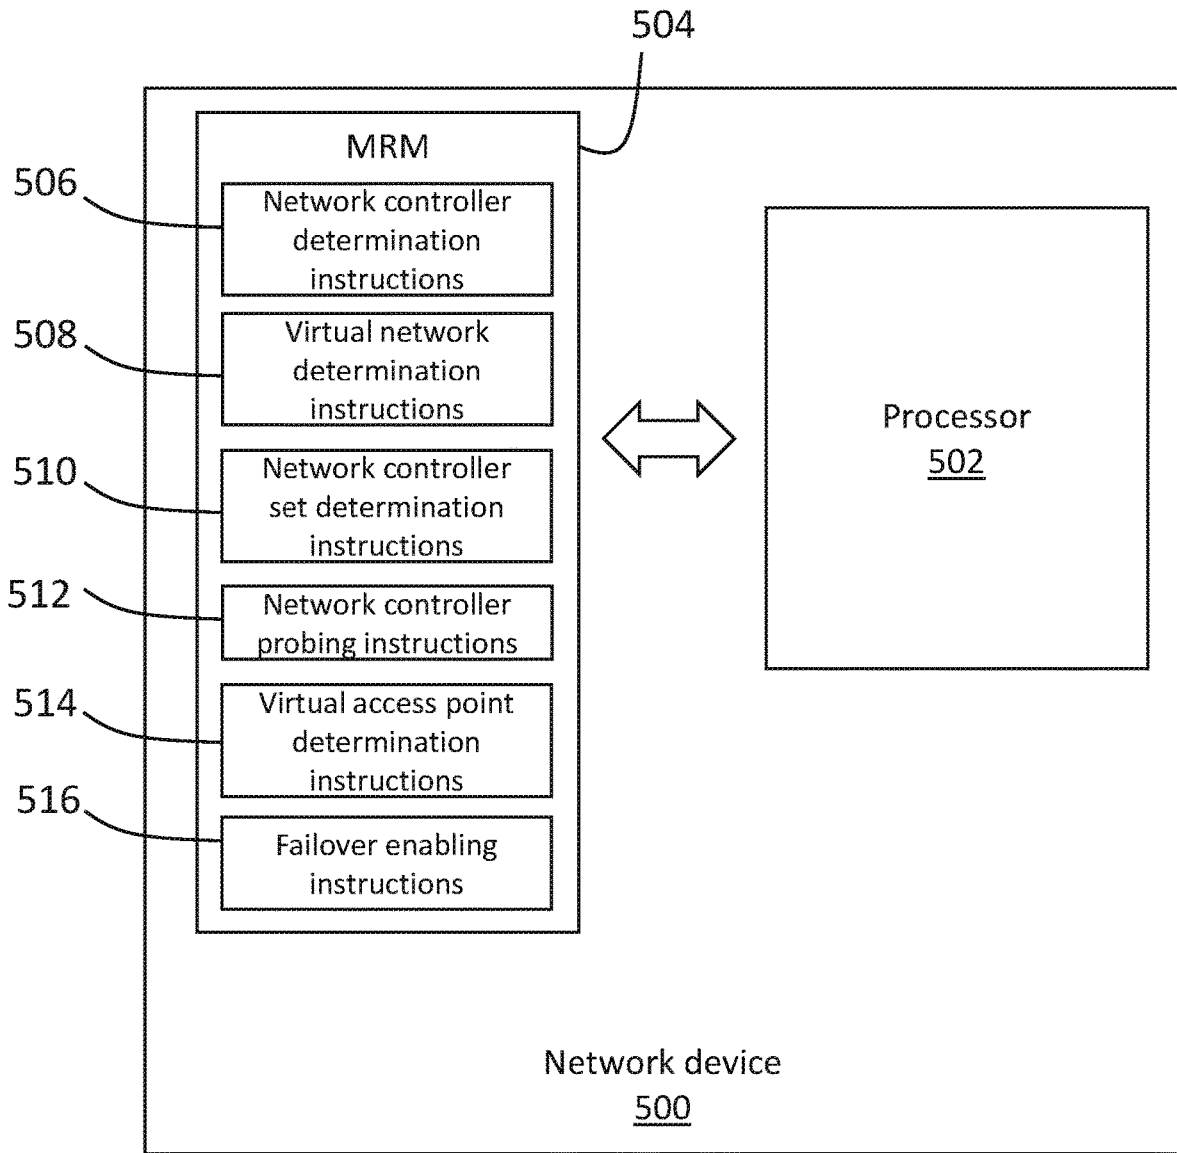 504
MRM
506
Network controller
determination
instructions
508
Virtual network
determination
instructions
510
Network controller
set determination
instructions
512
Network controller
probing instructions
514
Virtual access point
determination
instructions
516
Failover enabling
instructions
Processor
502
Network device
500